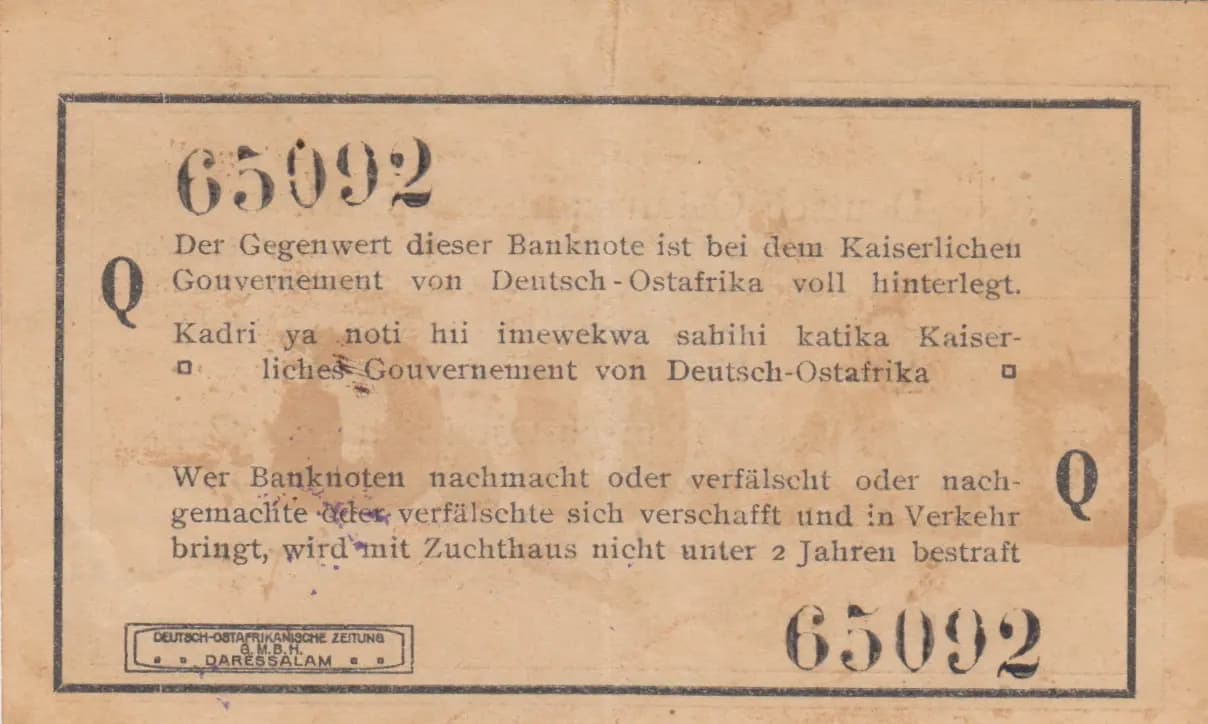 65092
Der Gegenwert dieser Banknote ist bei dem Kaiserlichen
Q
Gouvernement von Deutsch-Ostafrika voll hinterlegt.
Kadri ya noti hii imewekwa sahihi katika Kaiser-
liches Gouvernement von Deutsch-Ostafrika
Wer Banknoten nachmacht oder verfälscht oder nach-
Q
gemachte oder verfälschte sich verschafft und in Verkehr
bringt, wird mit Zuchthaus nicht unter 2 Jahren bestraft
65092
DEUTSCH-OSTAFRIKANISCHE ZEITUNG
G.M.B.H.
DARESSALAM